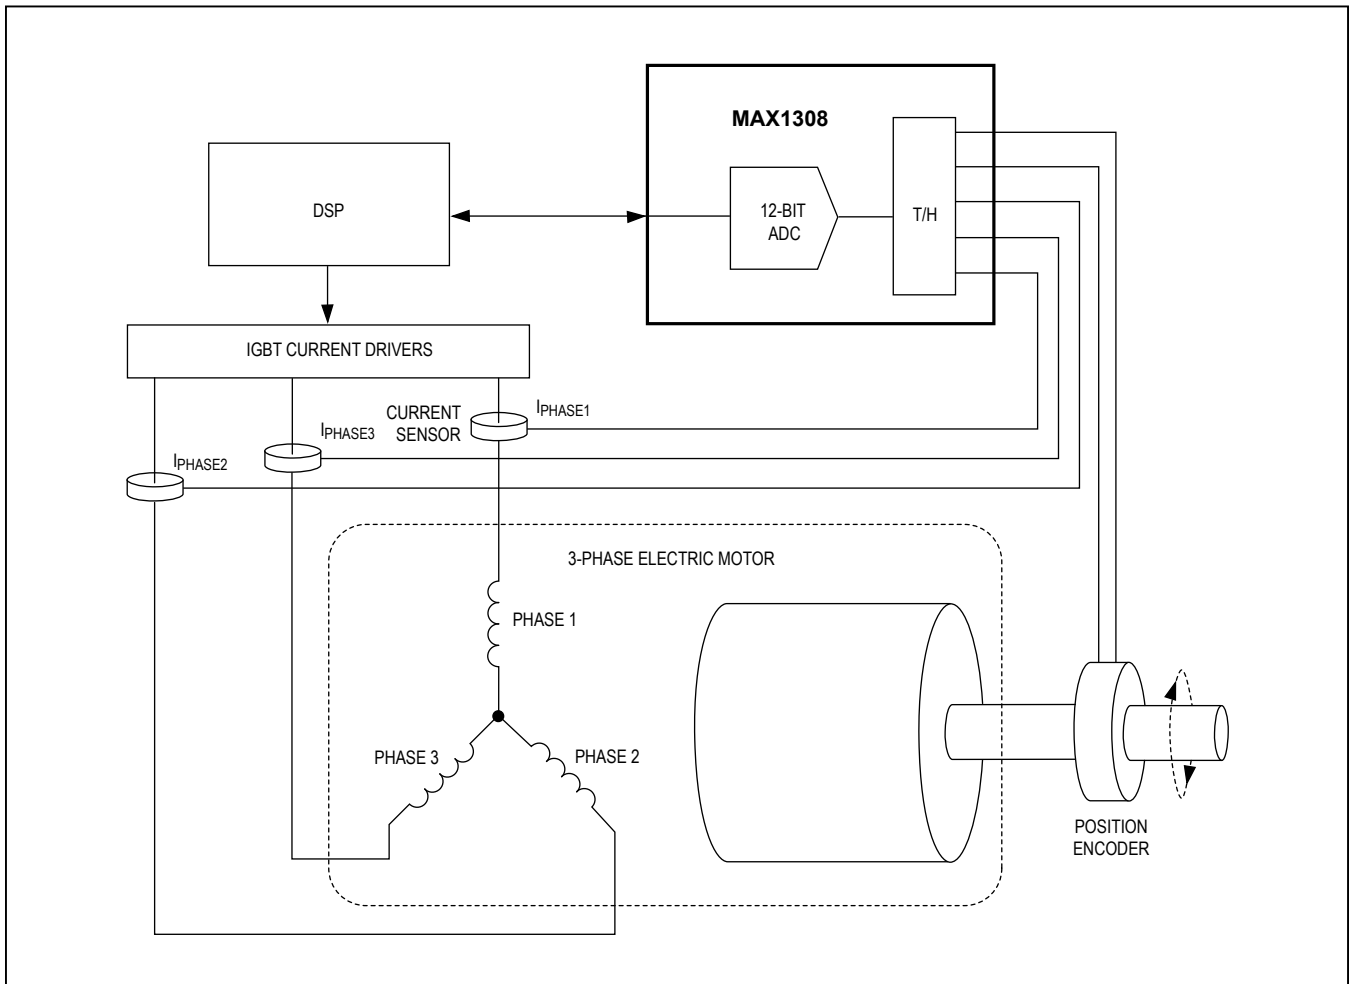 MAX1308
DSP
12-BIT
ADC
T/H
IGBT CURRENT DRIVERS
CURRENT
SENSOR
IPHASE1
IPHASE3
IPHASE2
3-PHASE ELECTRIC MOTOR
PHASE 1
PHASE 3
PHASE 2
POSITION
ENCODER